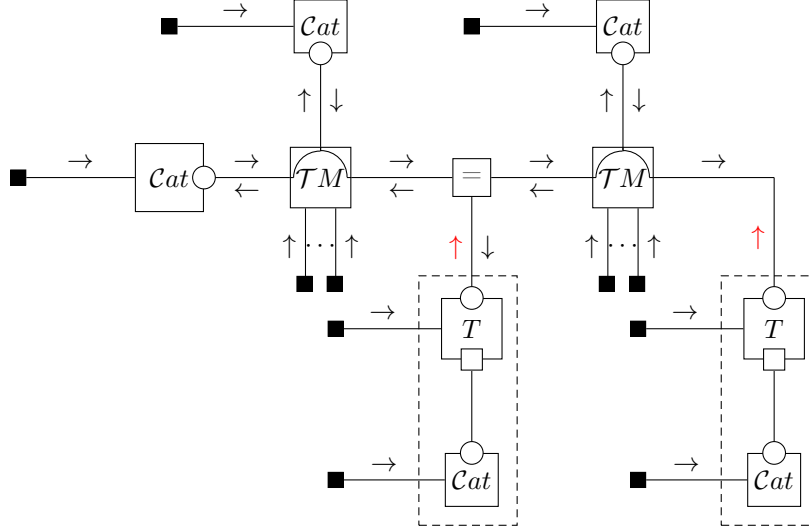 → Cat → Cat
↑ ↓ ↑ ↓
→ Cat → ← TM → ← = → ← TM →
↑ ··· ↑ ↑ ↓ ↑ ··· ↑ ↑
→ T → T
→ Cat → Cat